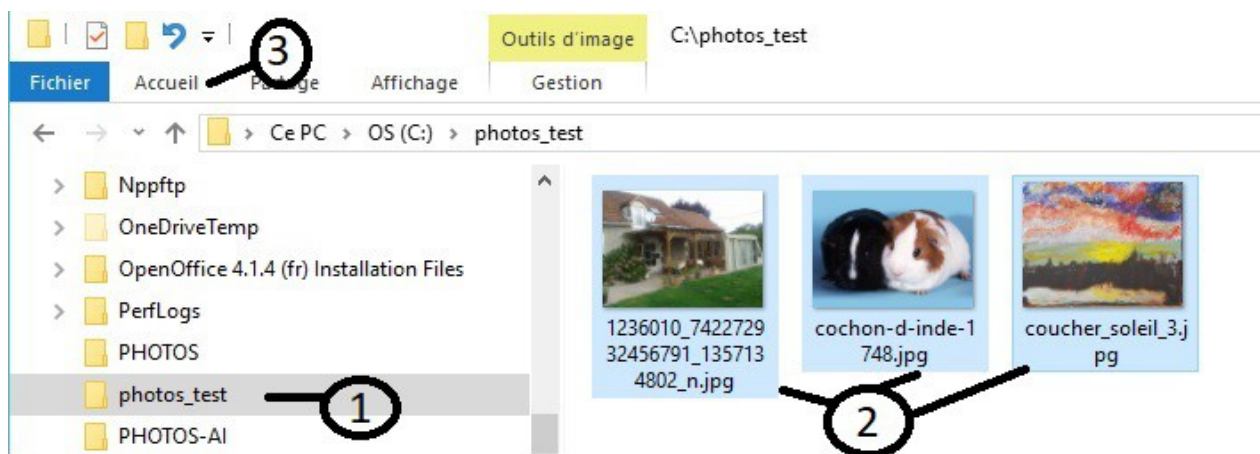 3
Outils d'image C:\photos_test
Fichier Accueil Partage Affichage Gestion
Ce PC > OS (C:) > photos_test
Nppftp
OneDriveTemp
OpenOffice 4.1.4 (fr) Installation Files
PerfLogs
PHOTOS
photos_test
PHOTOS-AI
1
1236010_7422729
32456791_135713
4802_n.jpg
cochon-d-inde-1
748.jpg
coucher_soleil_3.j
pg
2